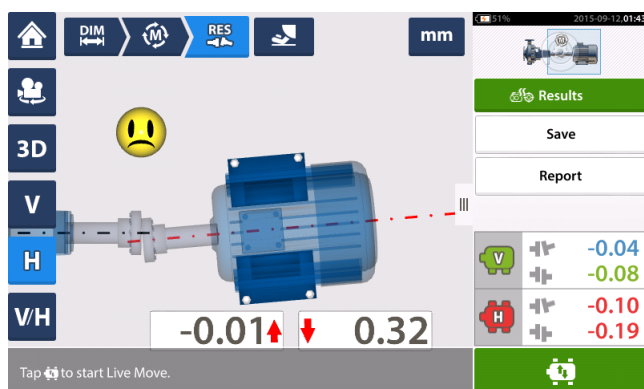 DIM
M
RES
mm
51%
2015-09-12,01:43
Results
Save
Report
3D
V
H
V/H
-0.01
0.32
V
-0.04
-0.08
H
-0.10
-0.19
Tap to start Live Move.